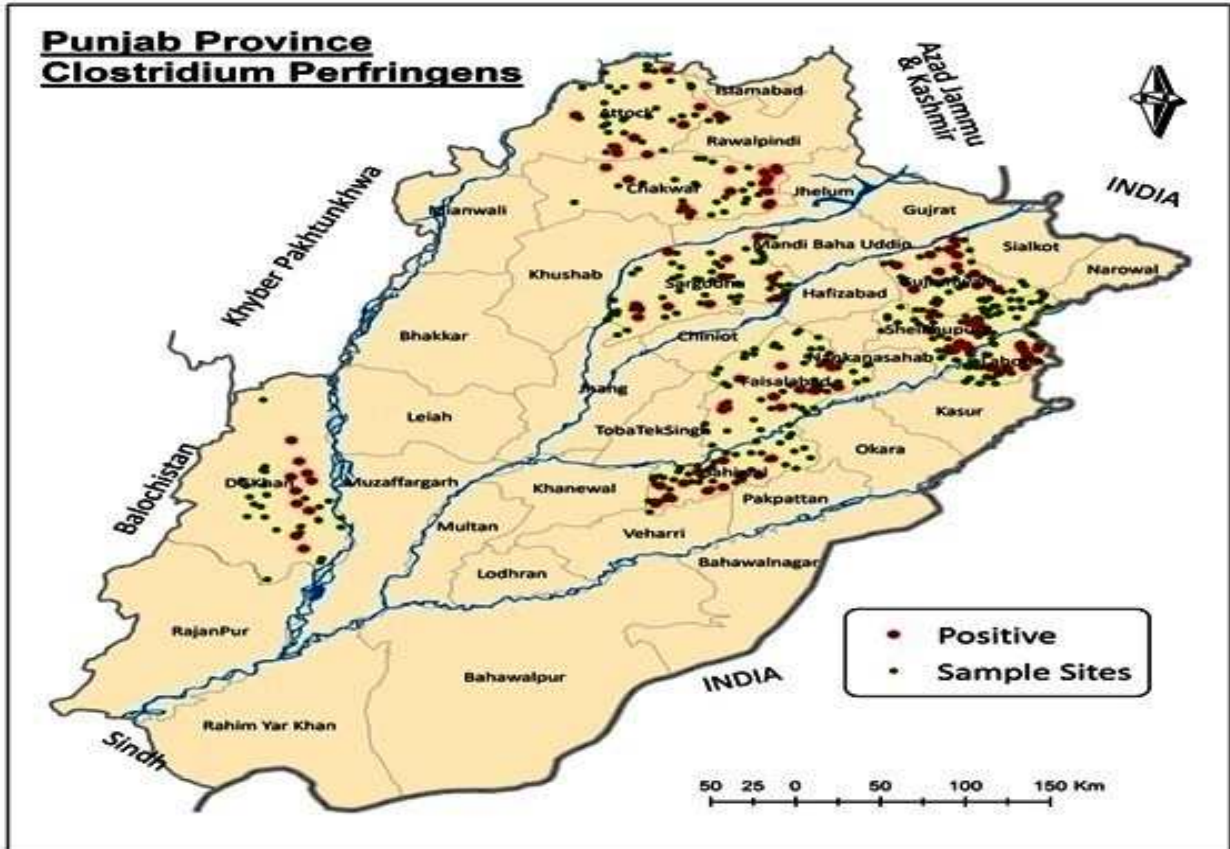 Punjab Province
Clostridium Perfringens
Azad Jammu
& Kashmir
Islamabad
Attock
Rawalpindi
Khyber Pakhtunkhwa
INDIA
Chakwal
Jhelum
Mianwali
Gujrat
Mandi Baha Uddin
Sialkot
Khushab
Narowal
Sargodha
Hafizabad
Bhakkar
Chiniot
Nankanasahab
Lahore
Jhang
Faisalabad
Leiah
Kasur
TobaTekSingh
Okara
Balochistan
DGKhan
Muzaffargarh
Khanewal
Sahiwal
Pakpattan
Multan
Veharri
Lodhran
Bahawalnagar
RajanPur
Positive
Bahawalpur
INDIA
Sample Sites
Rahim Yar Khan
Sindh
50 25 0 50 100 150 Km